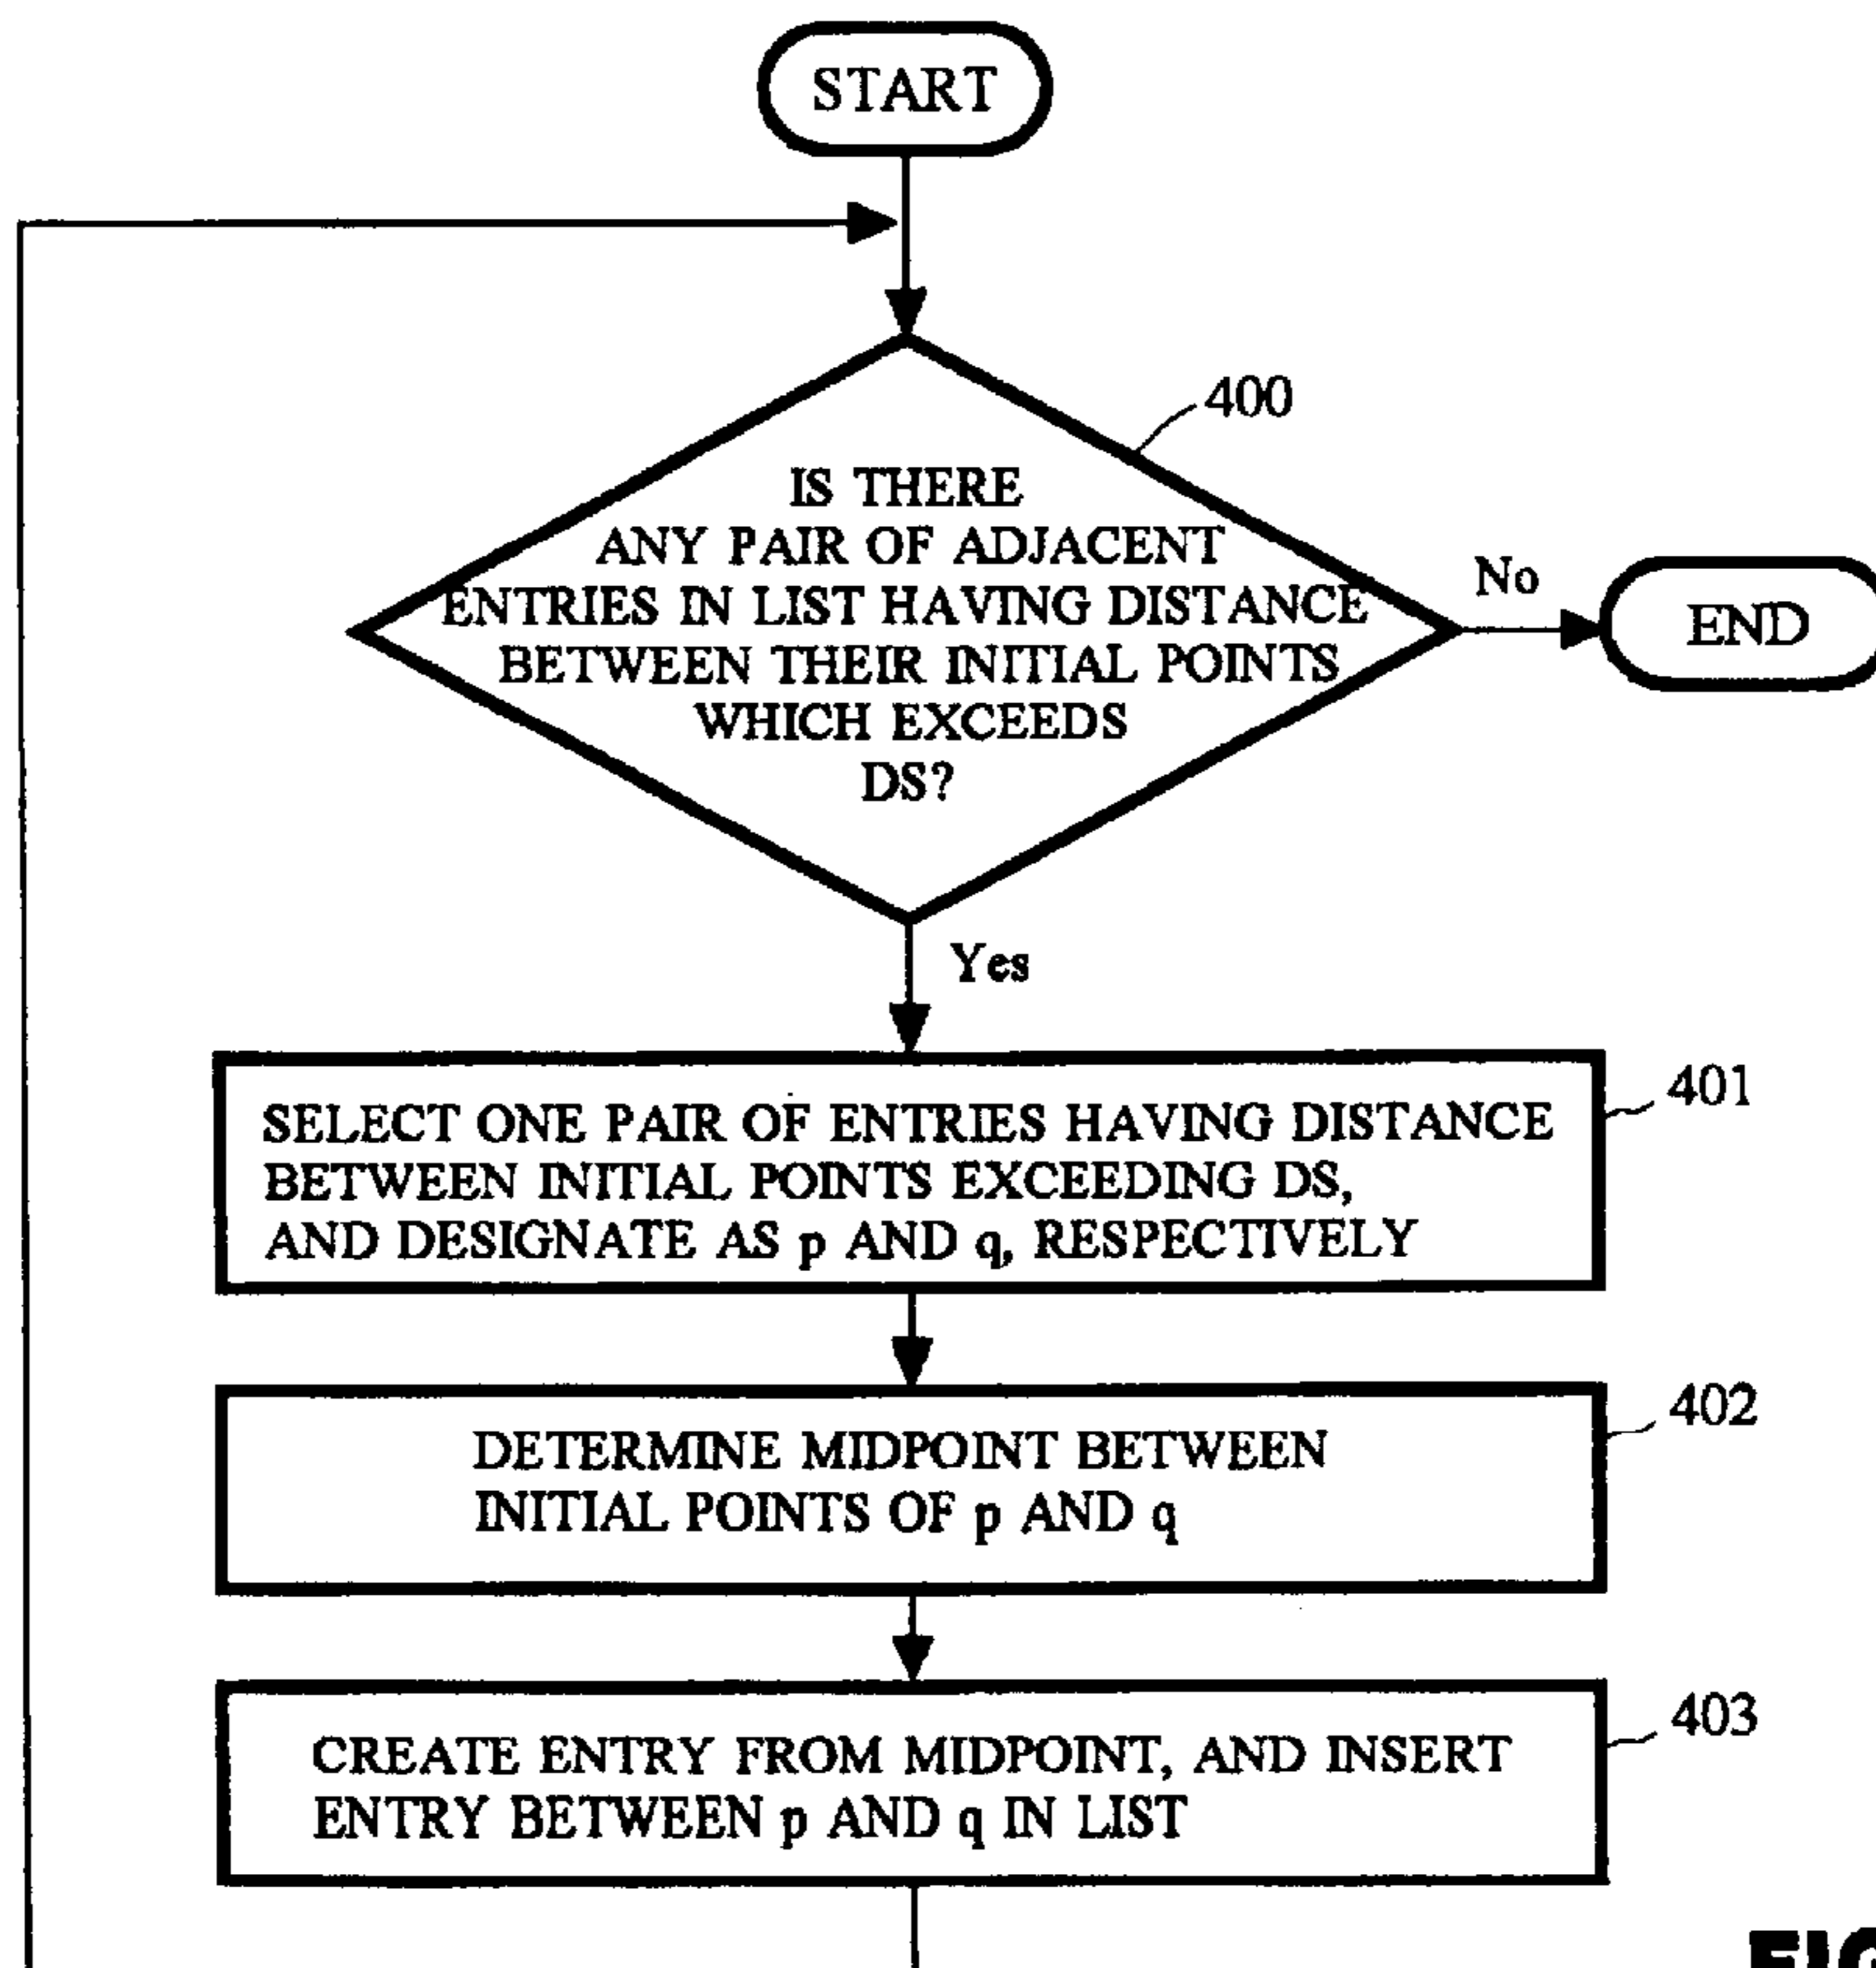 START
400
IS THERE
ANY PAIR OF ADJACENT
ENTRIES IN LIST HAVING DISTANCE
BETWEEN THEIR INITIAL POINTS
WHICH EXCEEDS
DS?
No
END
Yes
401
SELECT ONE PAIR OF ENTRIES HAVING DISTANCE
BETWEEN INITIAL POINTS EXCEEDING DS,
AND DESIGNATE AS p AND q, RESPECTIVELY
402
DETERMINE MIDPOINT BETWEEN
INITIAL POINTS OF p AND q
403
CREATE ENTRY FROM MIDPOINT, AND INSERT
ENTRY BETWEEN p AND q IN LIST